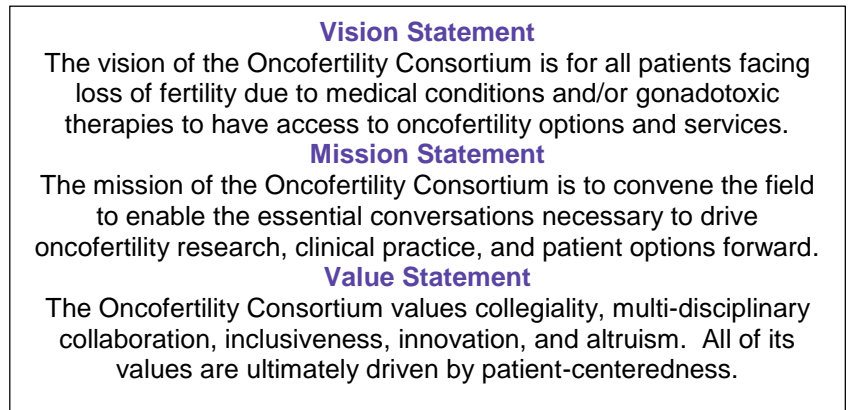 Vision Statement
The vision of the Oncofertility Consortium is for all patients facing
loss of fertility due to medical conditions and/or gonadotoxic
therapies to have access to oncofertility options and services.
Mission Statement
The mission of the Oncofertility Consortium is to convene the field
to enable the essential conversations necessary to drive
oncofertility research, clinical practice, and patient options forward.
Value Statement
The Oncofertility Consortium values collegiality, multi-disciplinary
collaboration, inclusiveness, innovation, and altruism.  All of its
values are ultimately driven by patient-centeredness.